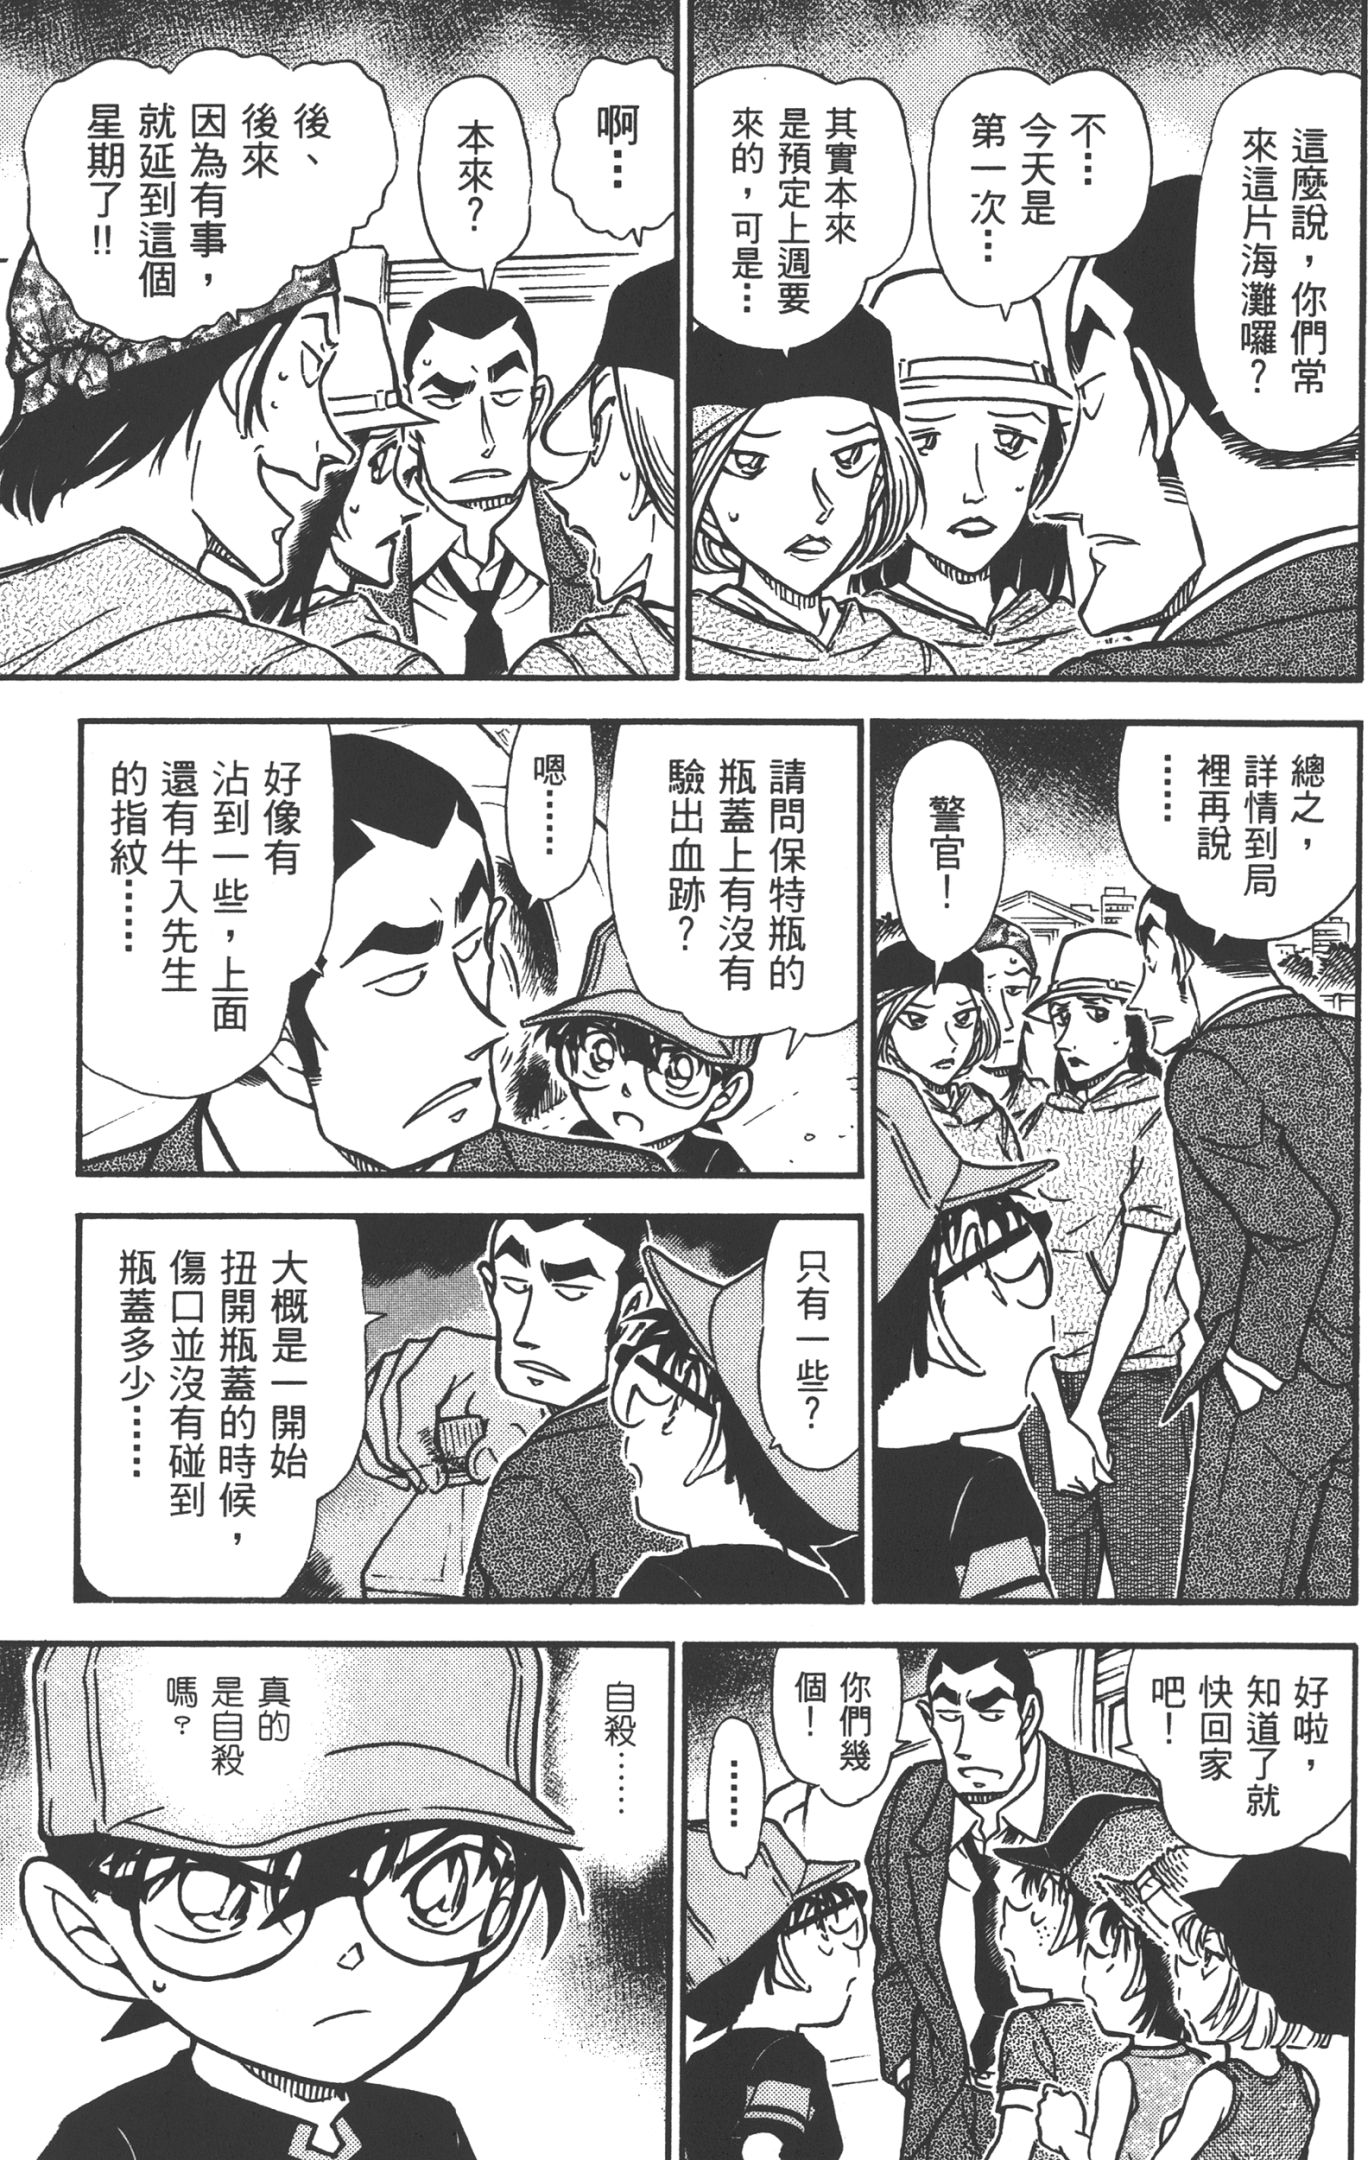 這麼說，你們常
來這片海灘囉？
不…
今天是
第一次…
其實本來
是預定上週要
來的，可是…
啊…
本來？
後、
後來
因為有事，
就延到這個
星期了!!
總之，
詳情到局
裡再說
……
警官！
請問保特瓶的
瓶蓋上有沒有
驗出血跡？
嗯……
好像有
沾到一些，上面
還有牛入先生
的指紋……
只有一些？
大概是一開始
扭開瓶蓋的時候，
傷口並沒有碰到
瓶蓋多少……
好啦，
知道了就
快回家
吧！
你們幾
個！
……
自殺……
真的
是自殺
嗎？